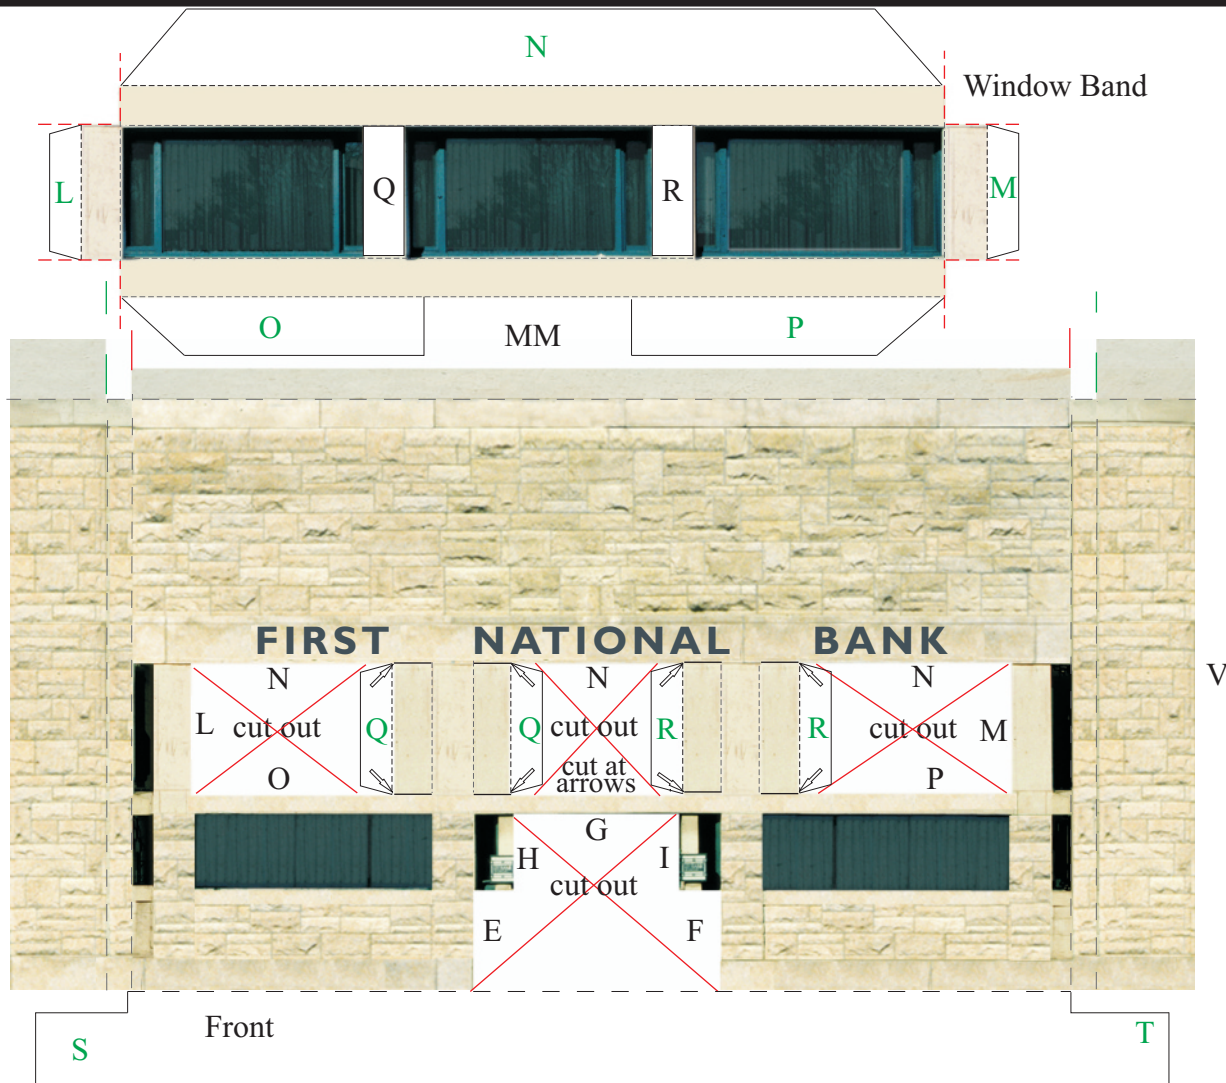 N
Window Band
L
Q
R
M
O
MM
P
FIRST NATIONAL BANK
N
N
N
V
L
cut out
Q
Q
cut out
R
R
cut out
M
O
cut at
arrows
P
G
H
I
cut out
E
F
Front
S
T